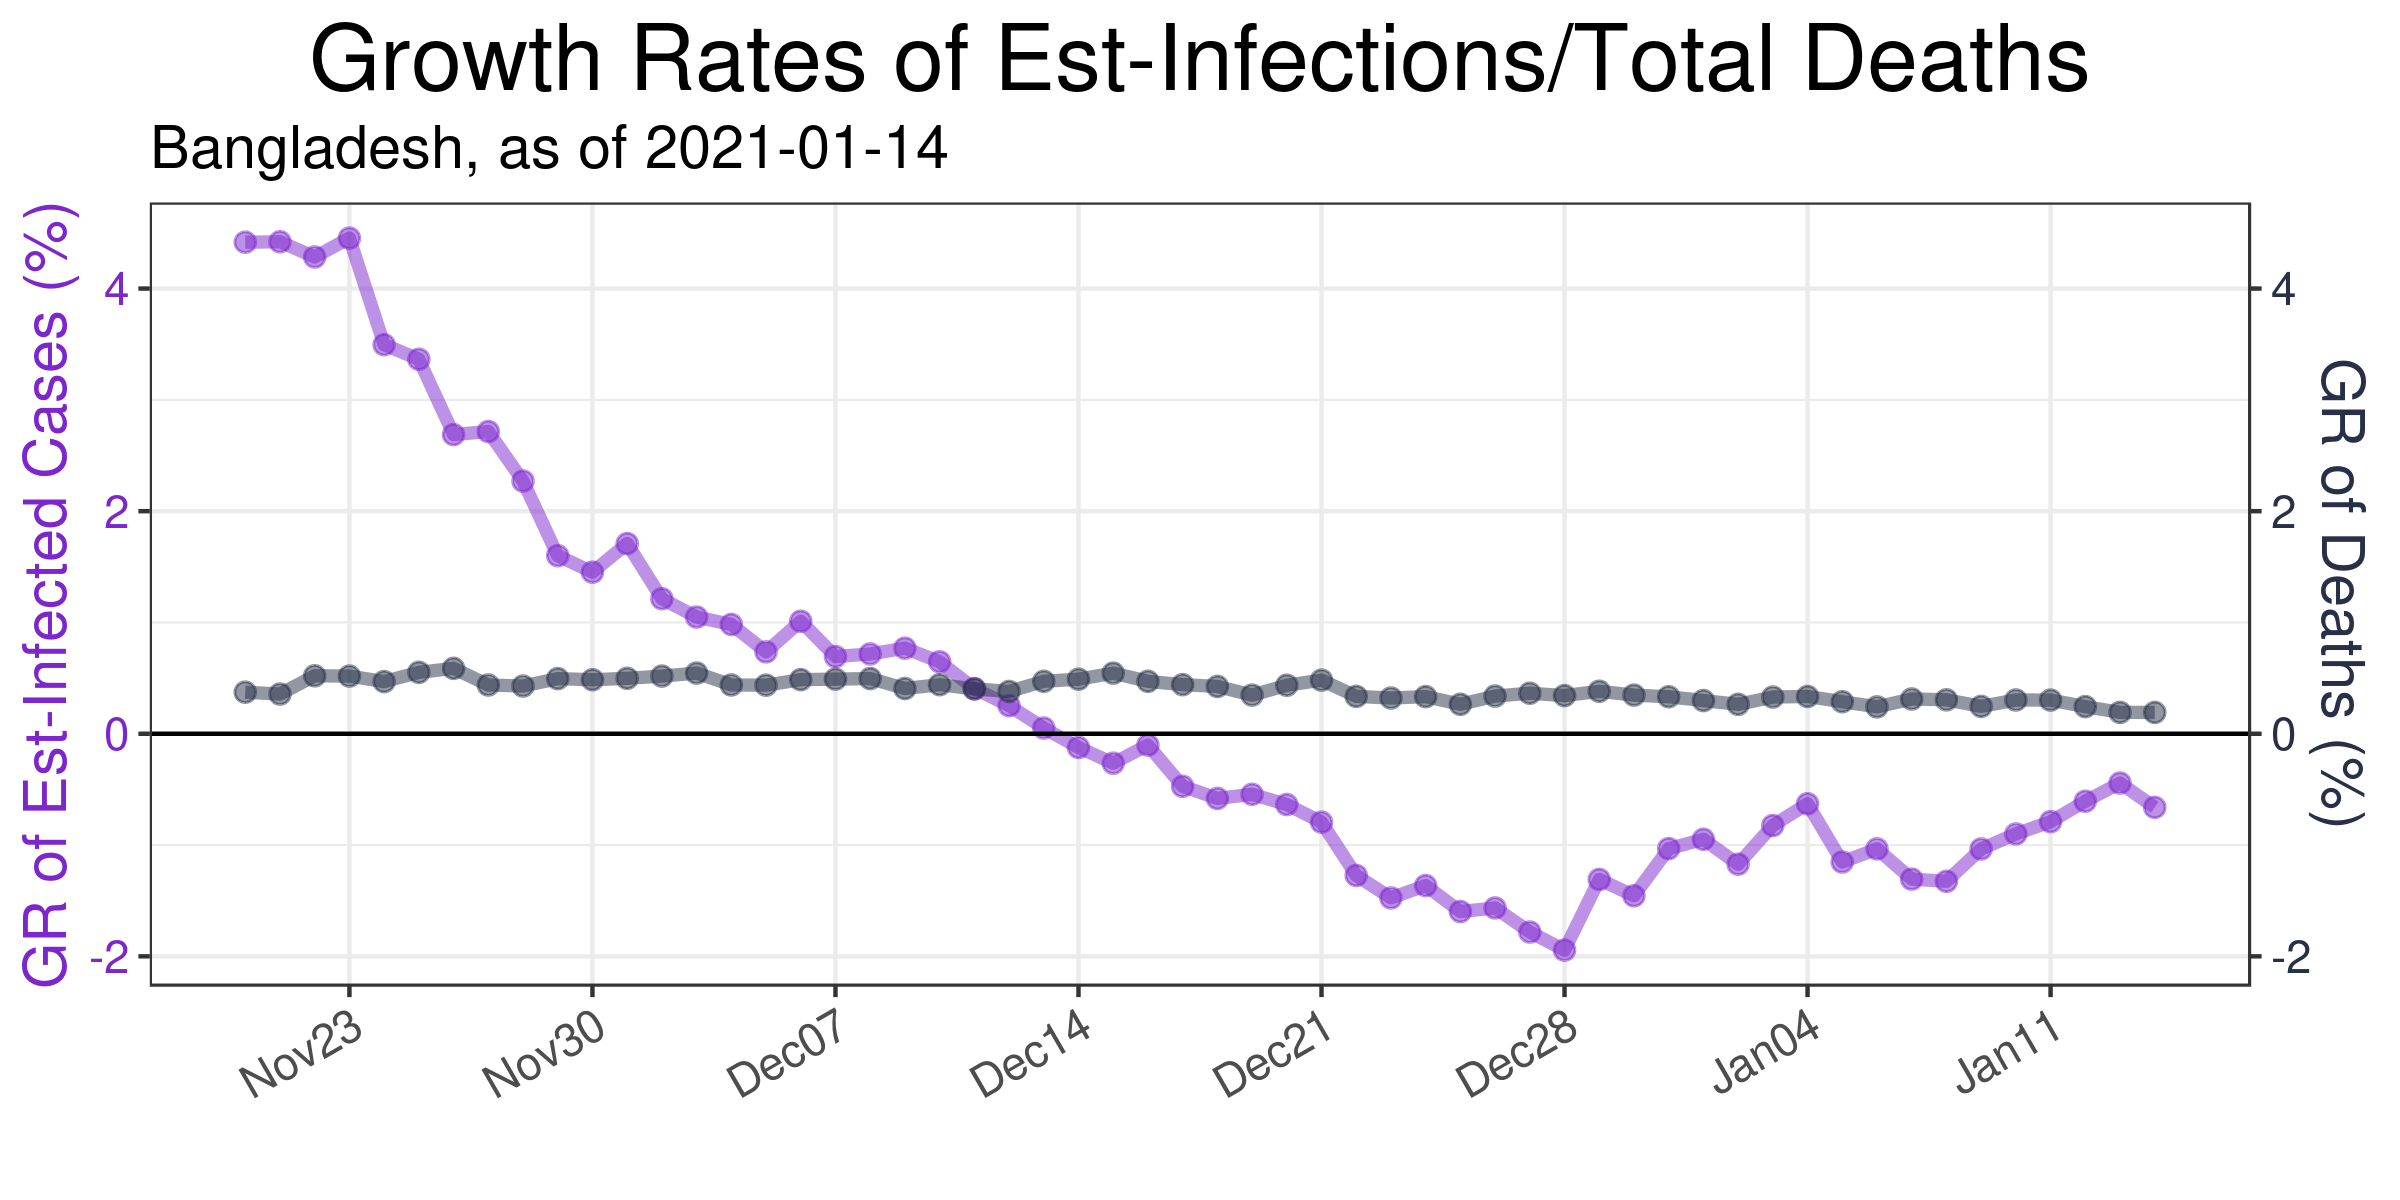 Growth Rates of Est-Infections/Total Deaths
Bangladesh, as of 2021-01-14
GR of Est-Infected Cases (%)
4
2
0
-2
4
2
0
-2
GR of Deaths (%)
Nov23
Nov30
Dec07
Dec14
Dec21
Dec28
Jan04
Jan11